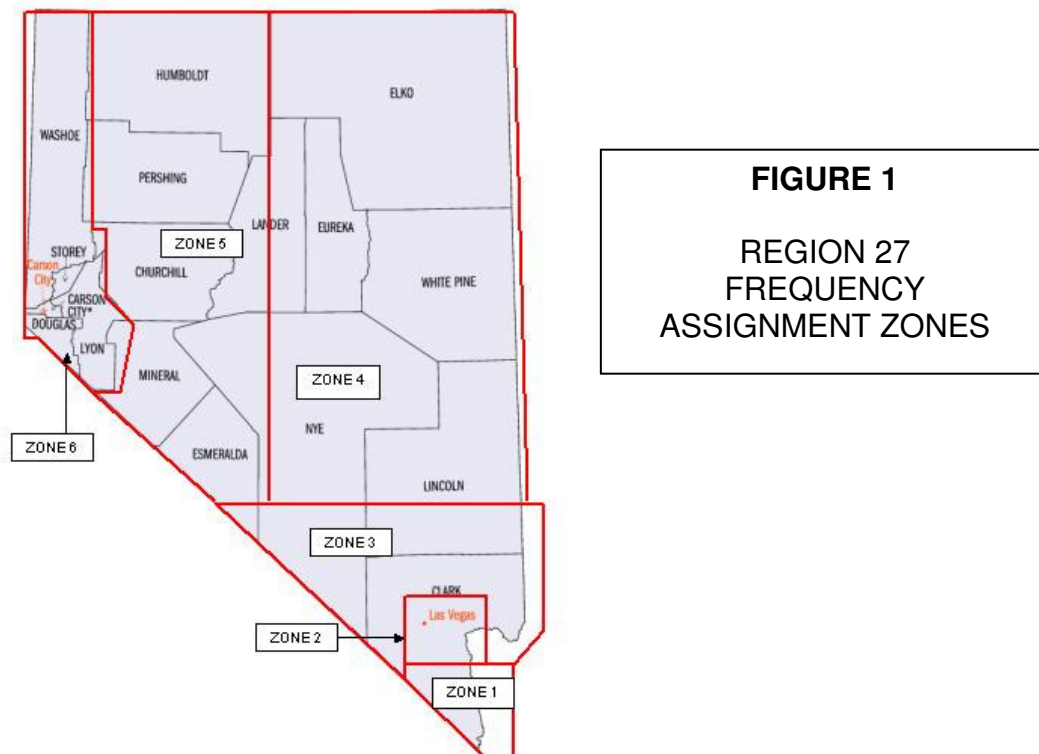 HUMBOLDT
ELKO
WASHOE
PERSHING
LANDER
EUREKA
ZONE 5
STOREY
Carson
City
CHURCHILL
WHITE PINE
CARSON
CITY*
DOUGLAS
LYON
MINERAL
ZONE 4
NYE
ZONE 6
ESMERALDA
LINCOLN
ZONE 3
CLARK
Las Vegas
ZONE 2
ZONE 1
FIGURE 1
REGION 27
FREQUENCY
ASSIGNMENT ZONES